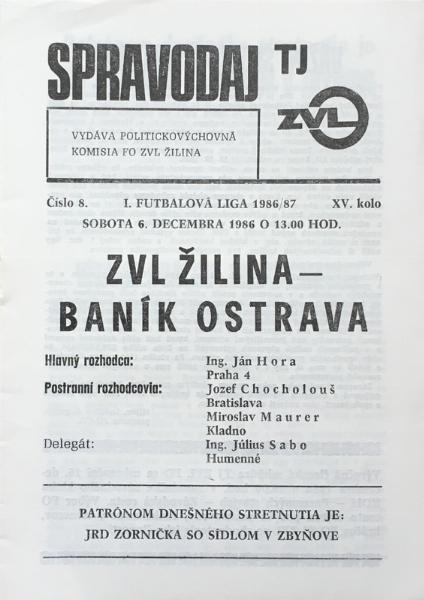 SPRAVODAJ TJ
ZVL
VYDÁVA POLITICKOVÝCHOVNÁ
KOMISIA FO ZVL ŽILINA
Číslo 8. I. FUTBALOVÁ LIGA 1986/87 XV. kolo
SOBOTA 6. DECEMBRA 1986 O 13.00 HOD.
ZVL ŽILINA —
BANÍK OSTRAVA
Hlavný rozhodca: Ing. Ján Hora
Praha 4
Postranní rozhodcovia: Jozef Chocholouš
Bratislava
Miroslav Maurer
Kladno
Delegát: Ing. Július Sabo
Humenné
PATRÓNOM DNEŠNÉHO STRETNUTIA JE:
JRD ZORNIČKA SO SÍDLOM V ZBYŇOVE